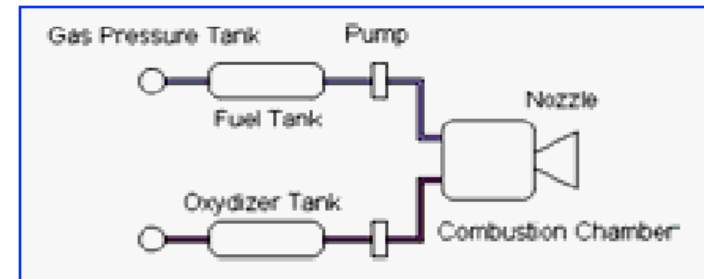 Gas Pressure Tank
Pump
Fuel Tank
Nozzle
Oxydizer Tank
Combustion Chamber